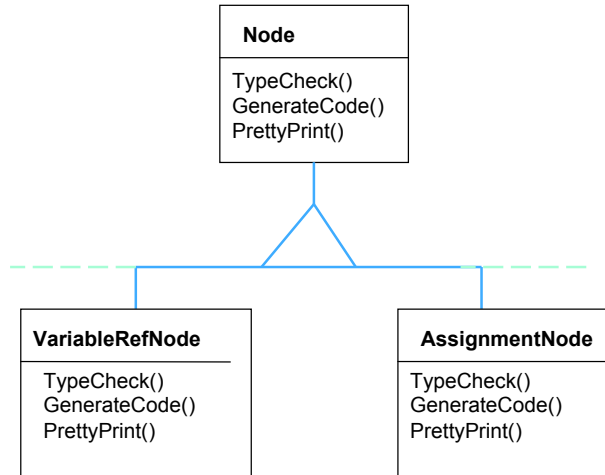 Node
TypeCheck()
GenerateCode()
PrettyPrint()
VariableRefNode
TypeCheck()
GenerateCode()
PrettyPrint()
AssignmentNode
TypeCheck()
GenerateCode()
PrettyPrint()